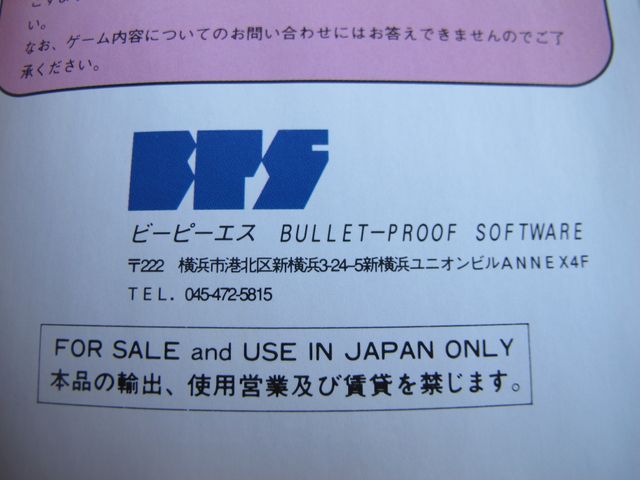 い。
なお、ゲーム内容についてのお問い合わせにはお答えできませんのでご了
承ください。
BPS
ビーピーエス BULLET-PROOF SOFTWARE
〒222 横浜市港北区新横浜3-24-5新横浜ユニオンビルANNEX4F
TEL. 045-472-5815
FOR SALE and USE IN JAPAN ONLY
本品の輸出、使用営業及び賃貸を禁じます。